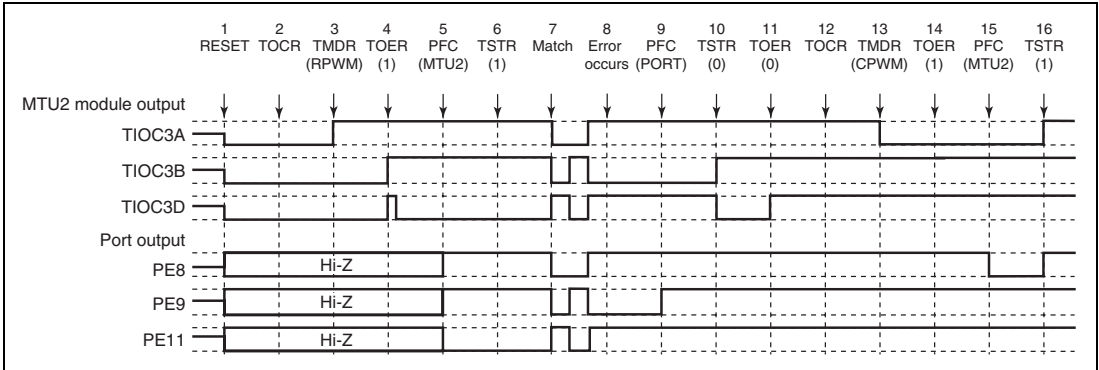 1 2 3 4 5 6 7 8 9 10 11 12 13 14 15 16
RESET TOCR TMDR TOER PFC TSTR Match Error PFC TSTR TOER TOCR TMDR TOER PFC TSTR
(RPWM) (1) (MTU2) (1) occurs (PORT) (0) (0) (CPWM) (1) (MTU2) (1)
MTU2 module output
TIOC3A
TIOC3B
TIOC3D
Port output
PE8 Hi-Z
PE9 Hi-Z
PE11 Hi-Z